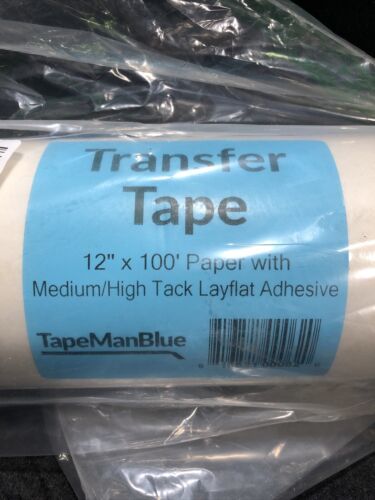 Transfer
Tape
12" x 100' Paper with
Medium/High Tack Layflat Adhesive
TapeManBlue